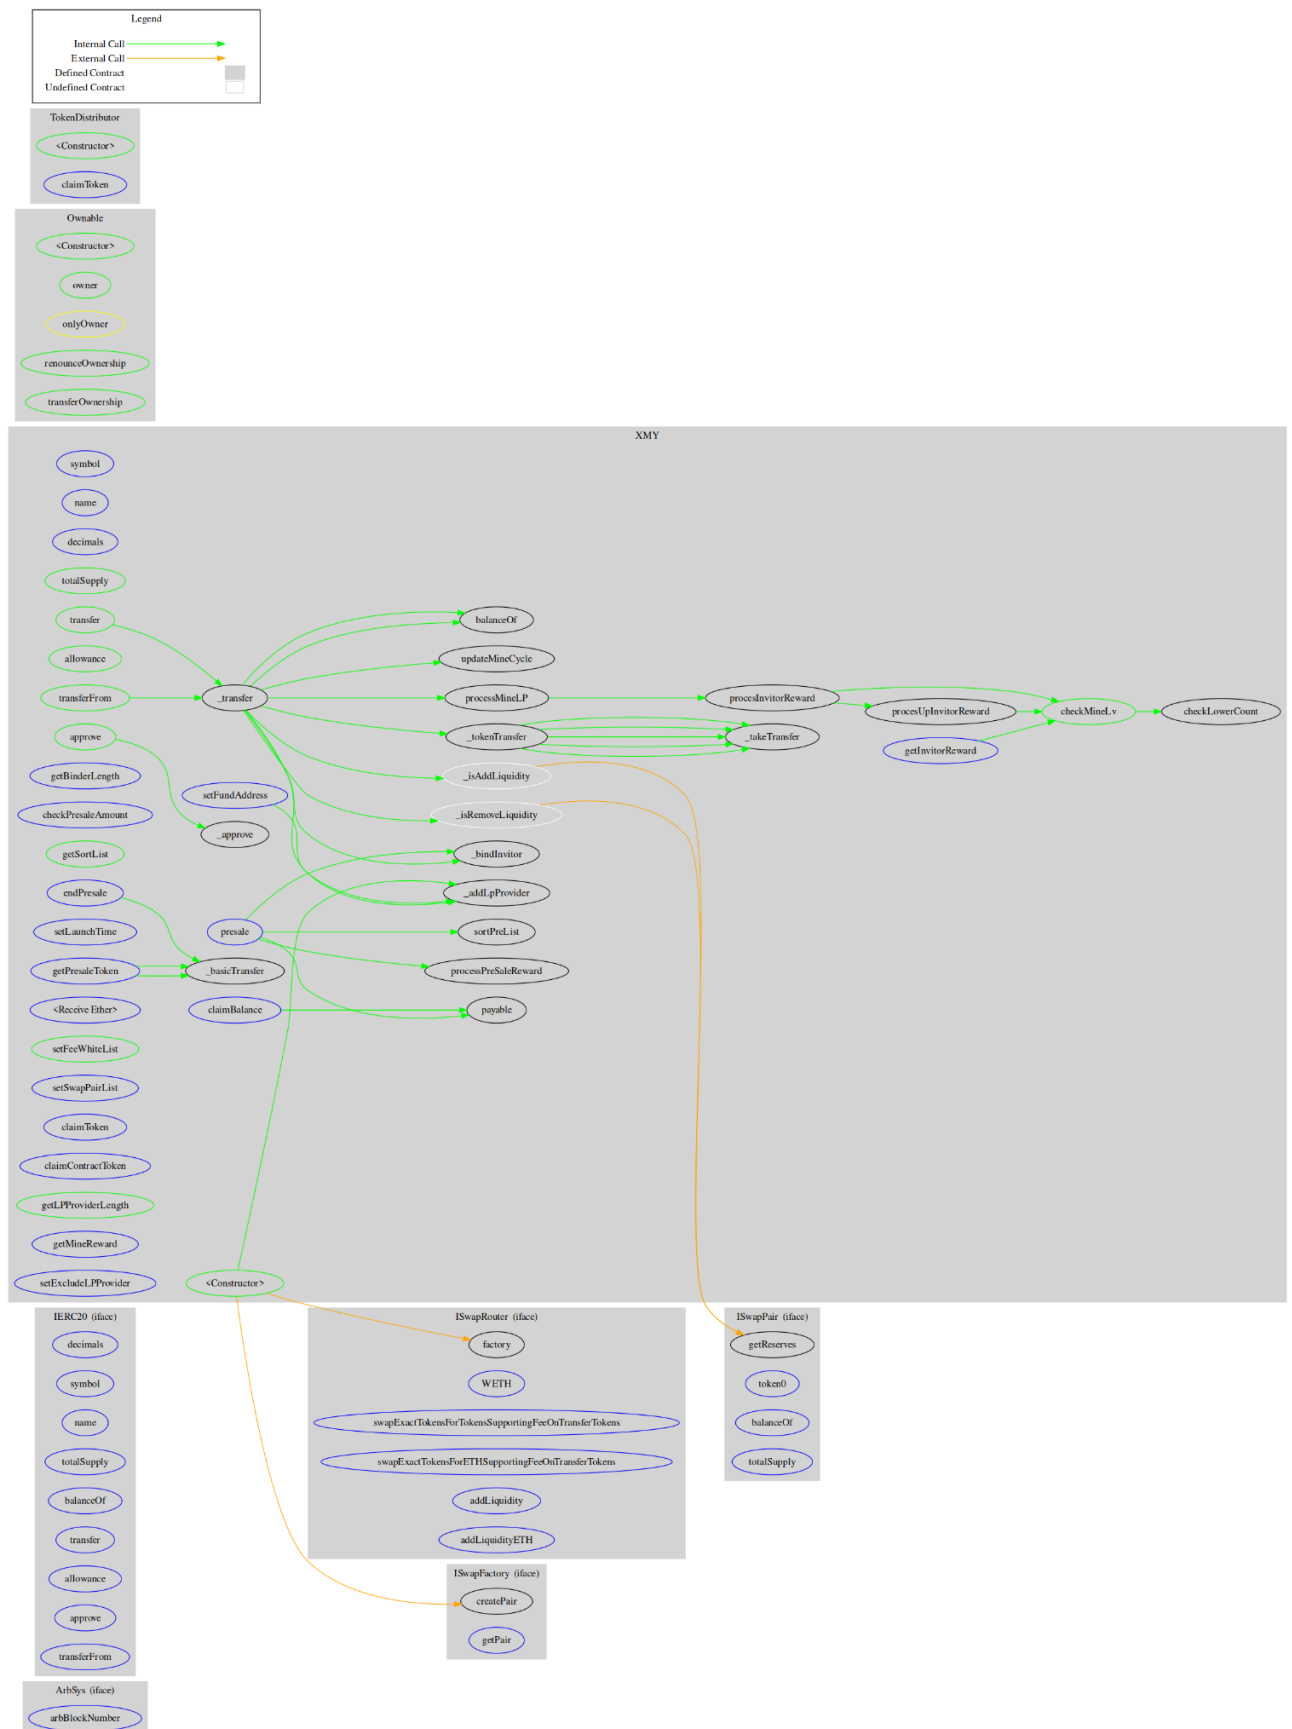 Legend
Internal Call
External Call
Defined Contract
Undefined Contract
TokenDistributor
<Constructor>
claimToken
Ownable
<Constructor>
owner
onlyOwner
renounceOwnership
transferOwnership
XMY
symbol
name
decimals
totalSupply
transfer
balanceOf
allowance
updateMineCycle
transferFrom
_transfer
processMineLP
procesInvitorReward
procesUpInvitorReward
checkMineLv
checkLowerCount
approve
_tokenTransfer
_takeTransfer
getInvitorReward
getBinderLength
_isAddLiquidity
setFundAddress
checkPresaleAmount
_isRemoveLiquidity
_approve
getSortList
_bindInvitor
endPresale
_addLpProvider
setLaunchTime
presale
sortPreList
getPresaleToken
_basicTransfer
processPreSaleReward
<Receive Ether>
claimBalance
payable
setFeeWhiteList
setSwapPairList
claimToken
claimContractToken
getLPProviderLength
getMineReward
setExcludeLPProvider
<Constructor>
IERC20 (iface)
decimals
symbol
name
totalSupply
balanceOf
transfer
allowance
approve
transferFrom
ISwapRouter (iface)
factory
WETH
swapExactTokensForTokensSupportingFeeOnTransferTokens
swapExactTokensForETHSupportingFeeOnTransferTokens
addLiquidity
addLiquidityETH
ISwapPair (iface)
getReserves
token0
balanceOf
totalSupply
ISwapFactory (iface)
createPair
getPair
ArbSys (iface)
arbBlockNumber